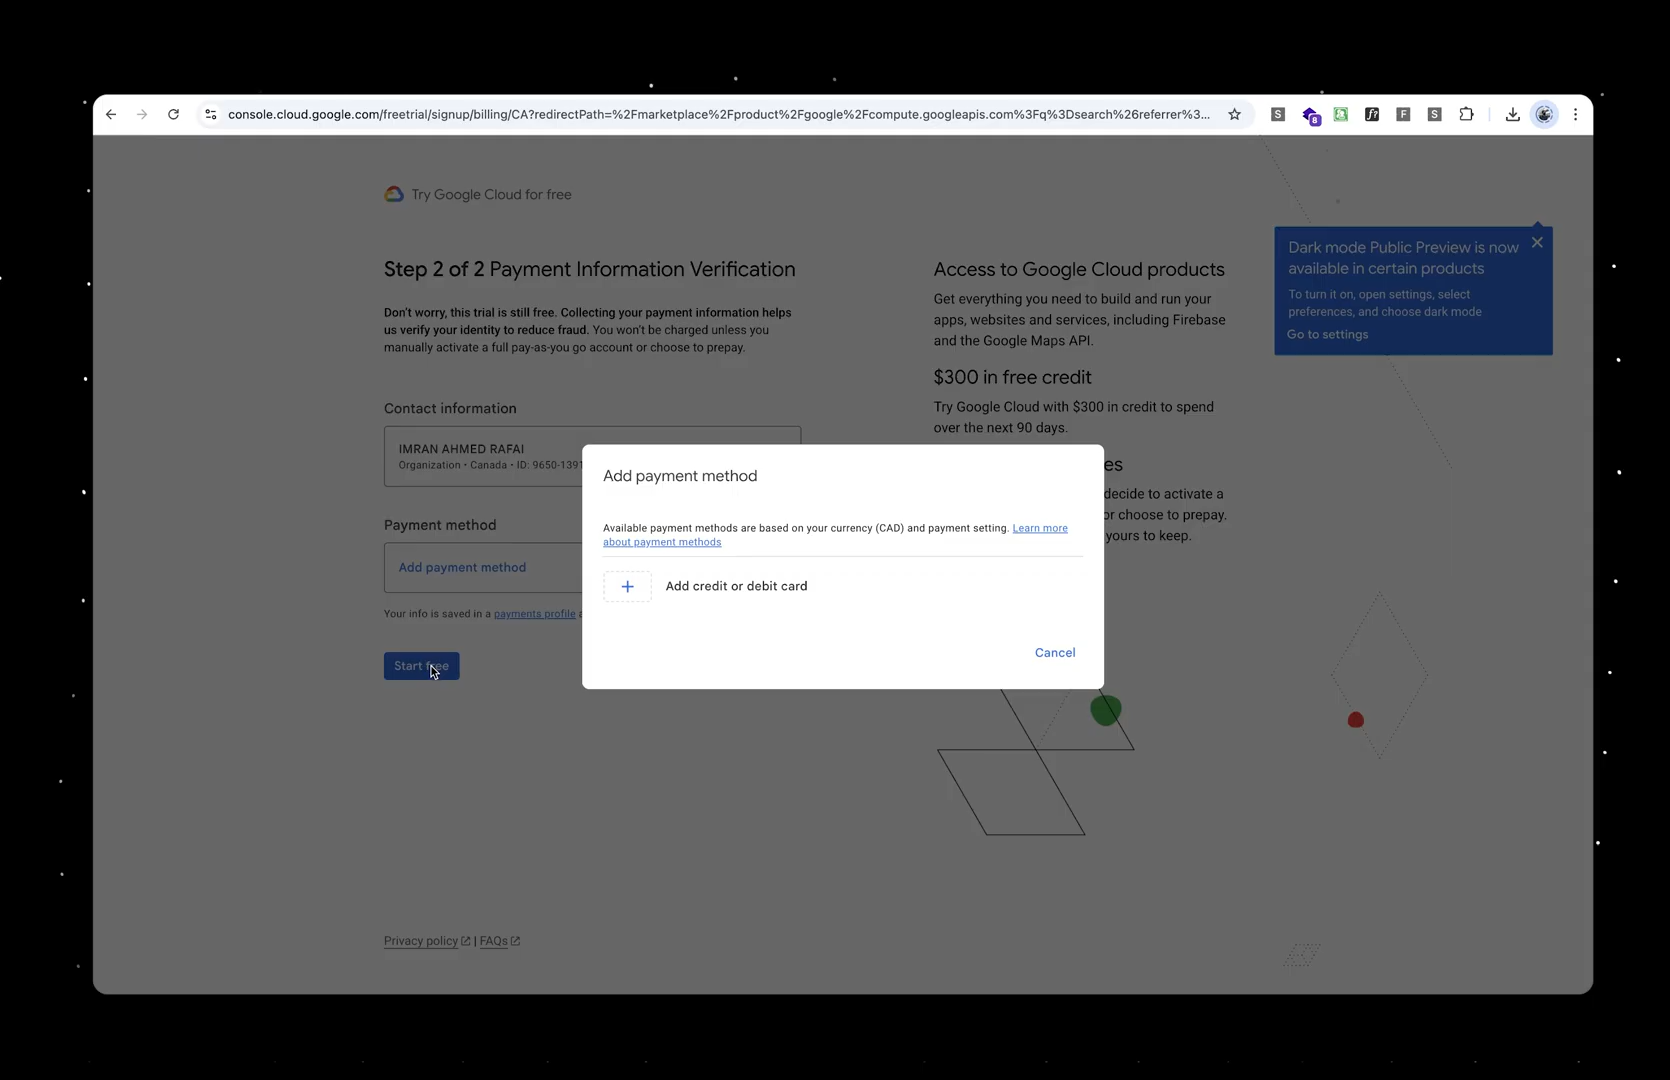 console.cloud.google.com/freetrial/signup/billing/CA?redirectPath=%2Fmarketplace%2Fproduct%2Fgoogle%2Fcompute.googleapis.com%3Fq%3Dsearch%26referrer%3...
S
8
f?
F
S
Try Google Cloud for free
Step 2 of 2 Payment Information Verification
Don't worry, this trial is still free. Collecting your payment information helps
us verify your identity to reduce fraud. You won't be charged unless you
manually activate a full pay-as-you go account or choose to prepay.
Contact information
IMRAN AHMED RAFAI
Organization • Canada • ID: 9650-1391
Payment method
Add payment method
Your info is saved in a payments profile
Start free
Privacy policy | FAQs
Access to Google Cloud products
Get everything you need to build and run your
apps, websites and services, including Firebase
and the Google Maps API.
$300 in free credit
Try Google Cloud with $300 in credit to spend
over the next 90 days.
es
decide to activate a
or choose to prepay.
yours to keep.
Dark mode Public Preview is now
available in certain products
To turn it on, open settings, select
preferences, and choose dark mode
Go to settings
Add payment method
Available payment methods are based on your currency (CAD) and payment setting. Learn more
about payment methods
Add credit or debit card
Cancel